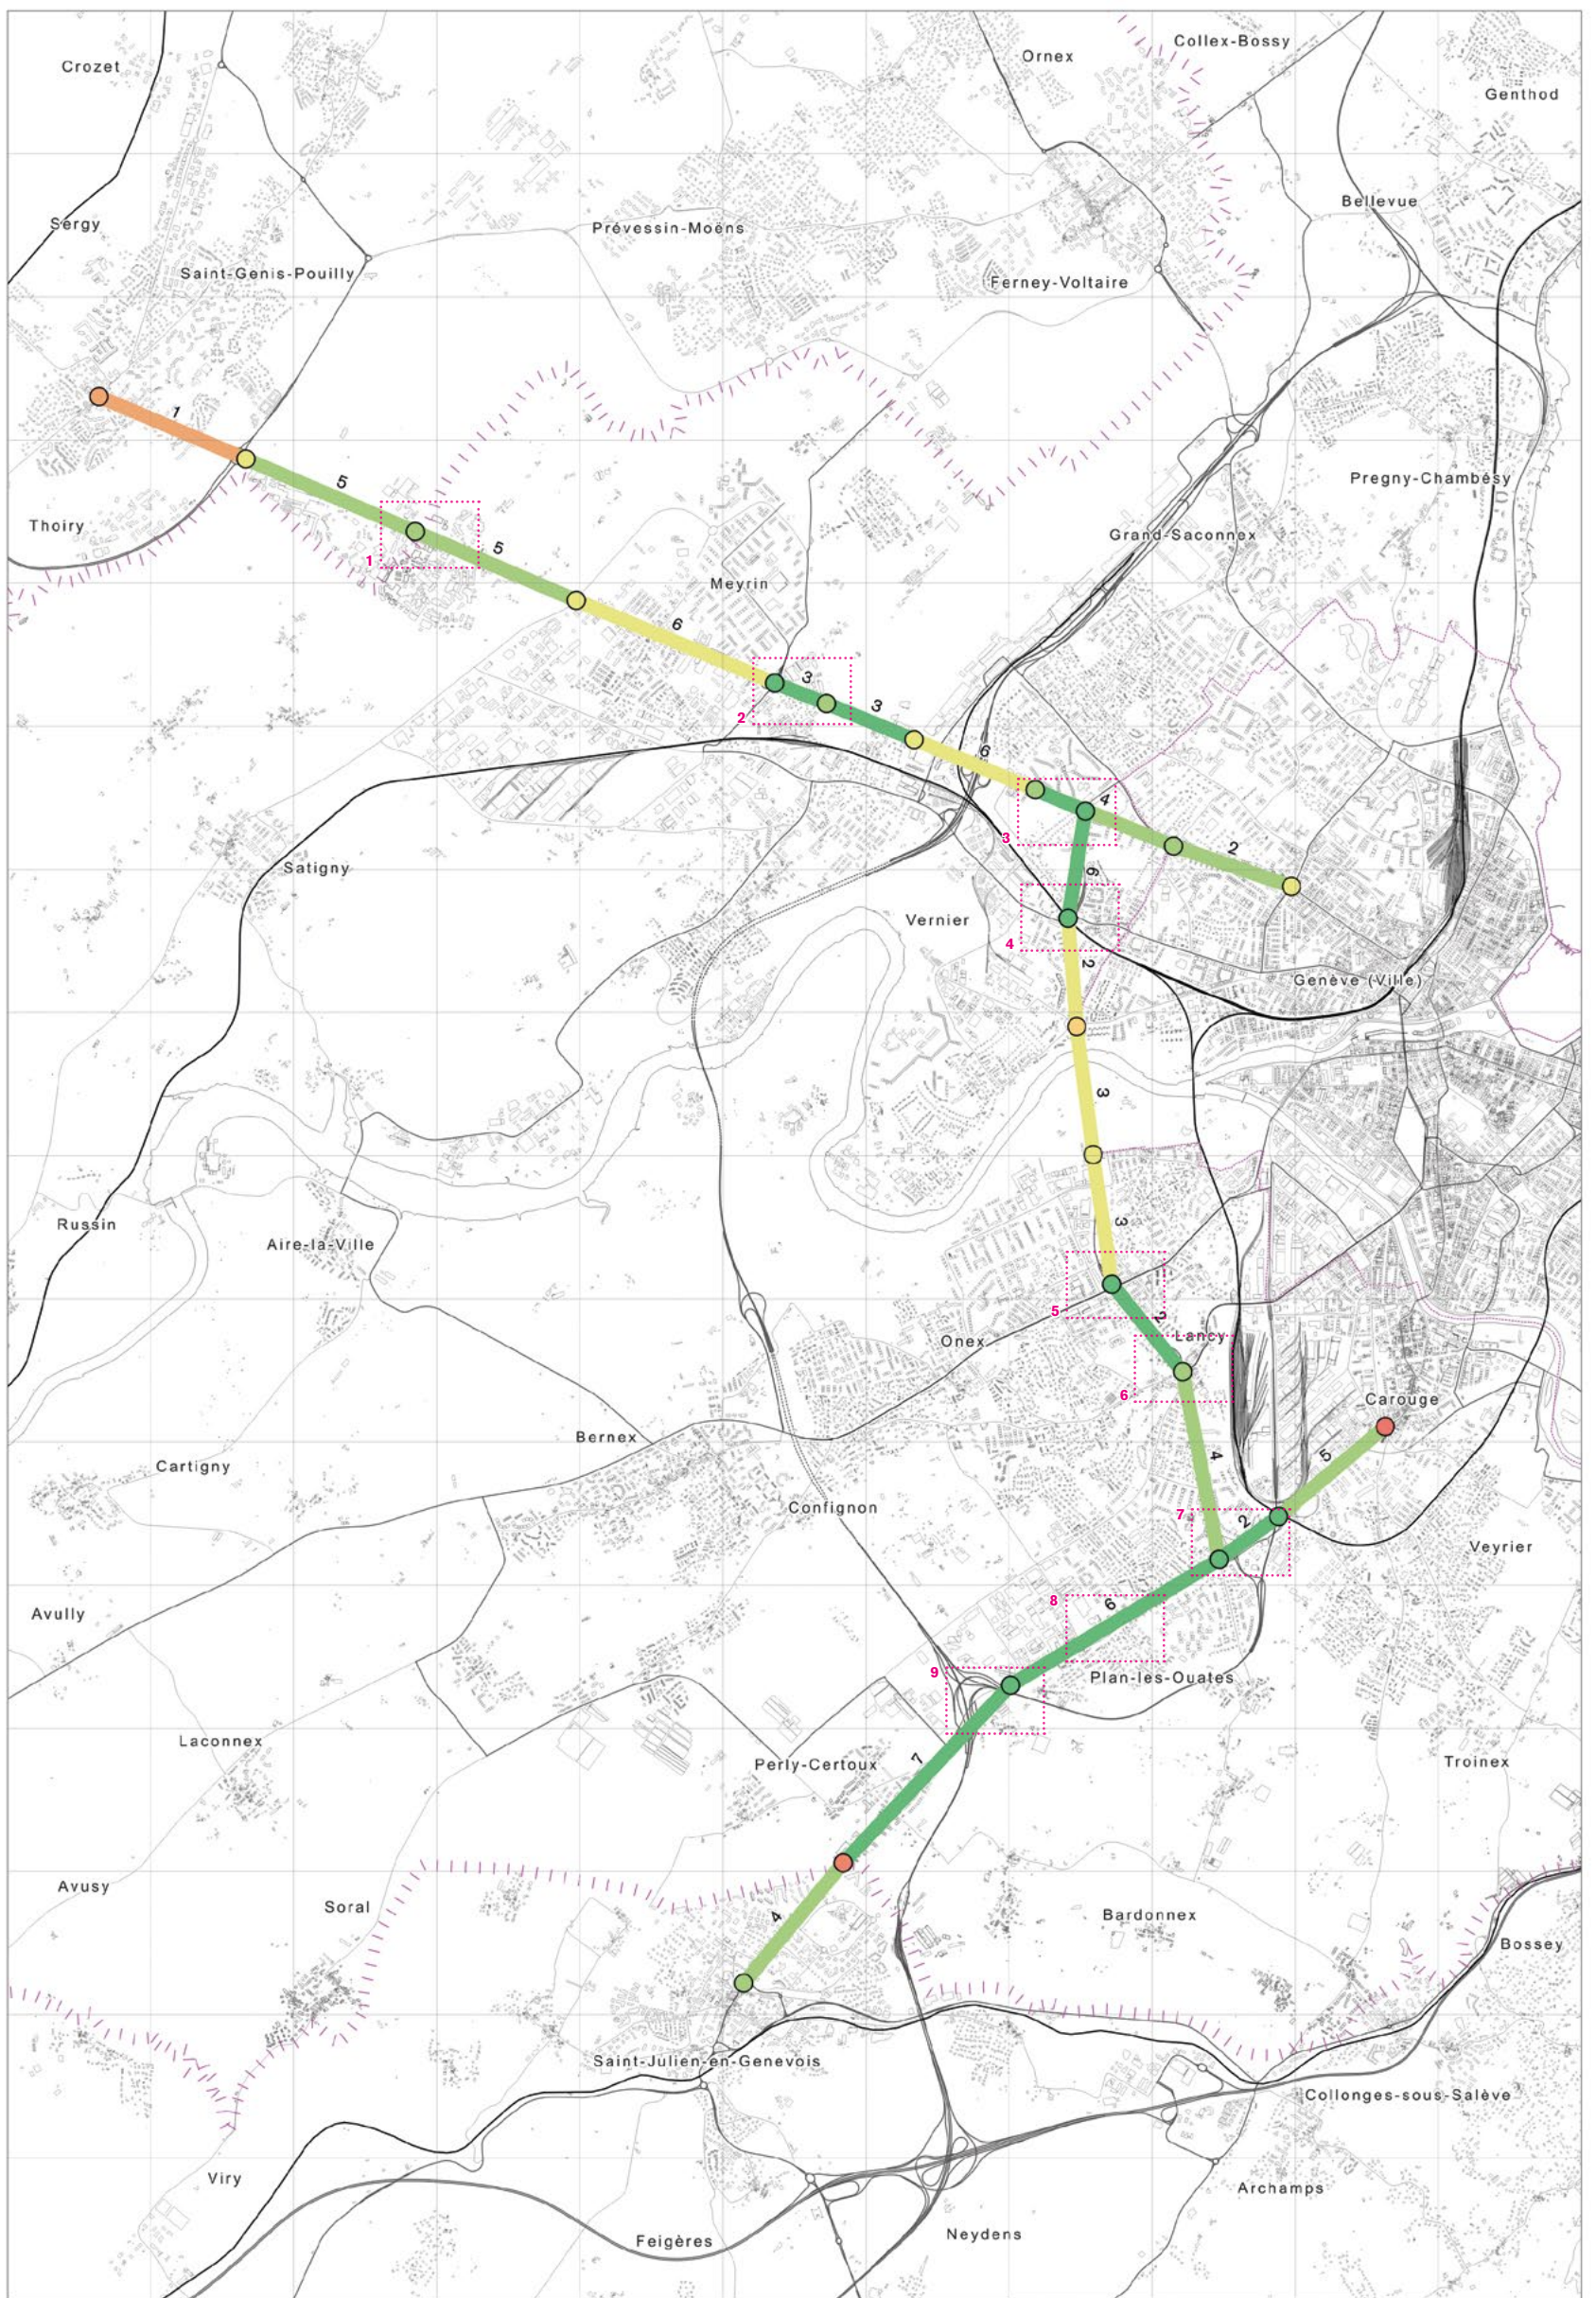 Collex-Bossy
Ornex
Crozet
Genthod
Bellevue
Sergy
Prévessin-Moëns
Saint-Genis-Pouilly
Ferney-Voltaire
1
Pregny-Chambésy
5
Thoiry
Grand-Saconnex
5
1
Meyrin
6
3
3
2
6
4
3
2
Satigny
6
Vernier
4
2
Genève (Ville)
3
3
Russin
Aire-la-Ville
5
2
Lancy
Onex
6
Carouge
Bernex
5
4
Cartigny
Confignon
7
2
Veyrier
8
9
Avully
9
Plan-les-Ouates
Laconnex
7
Perly-Certoux
Troinex
Avusy
Soral
4
Bardonnex
Bossey
Saint-Julien-en-Genevois
Collonges-sous-Salève
Viry
Archamps
Neydens
Feigères